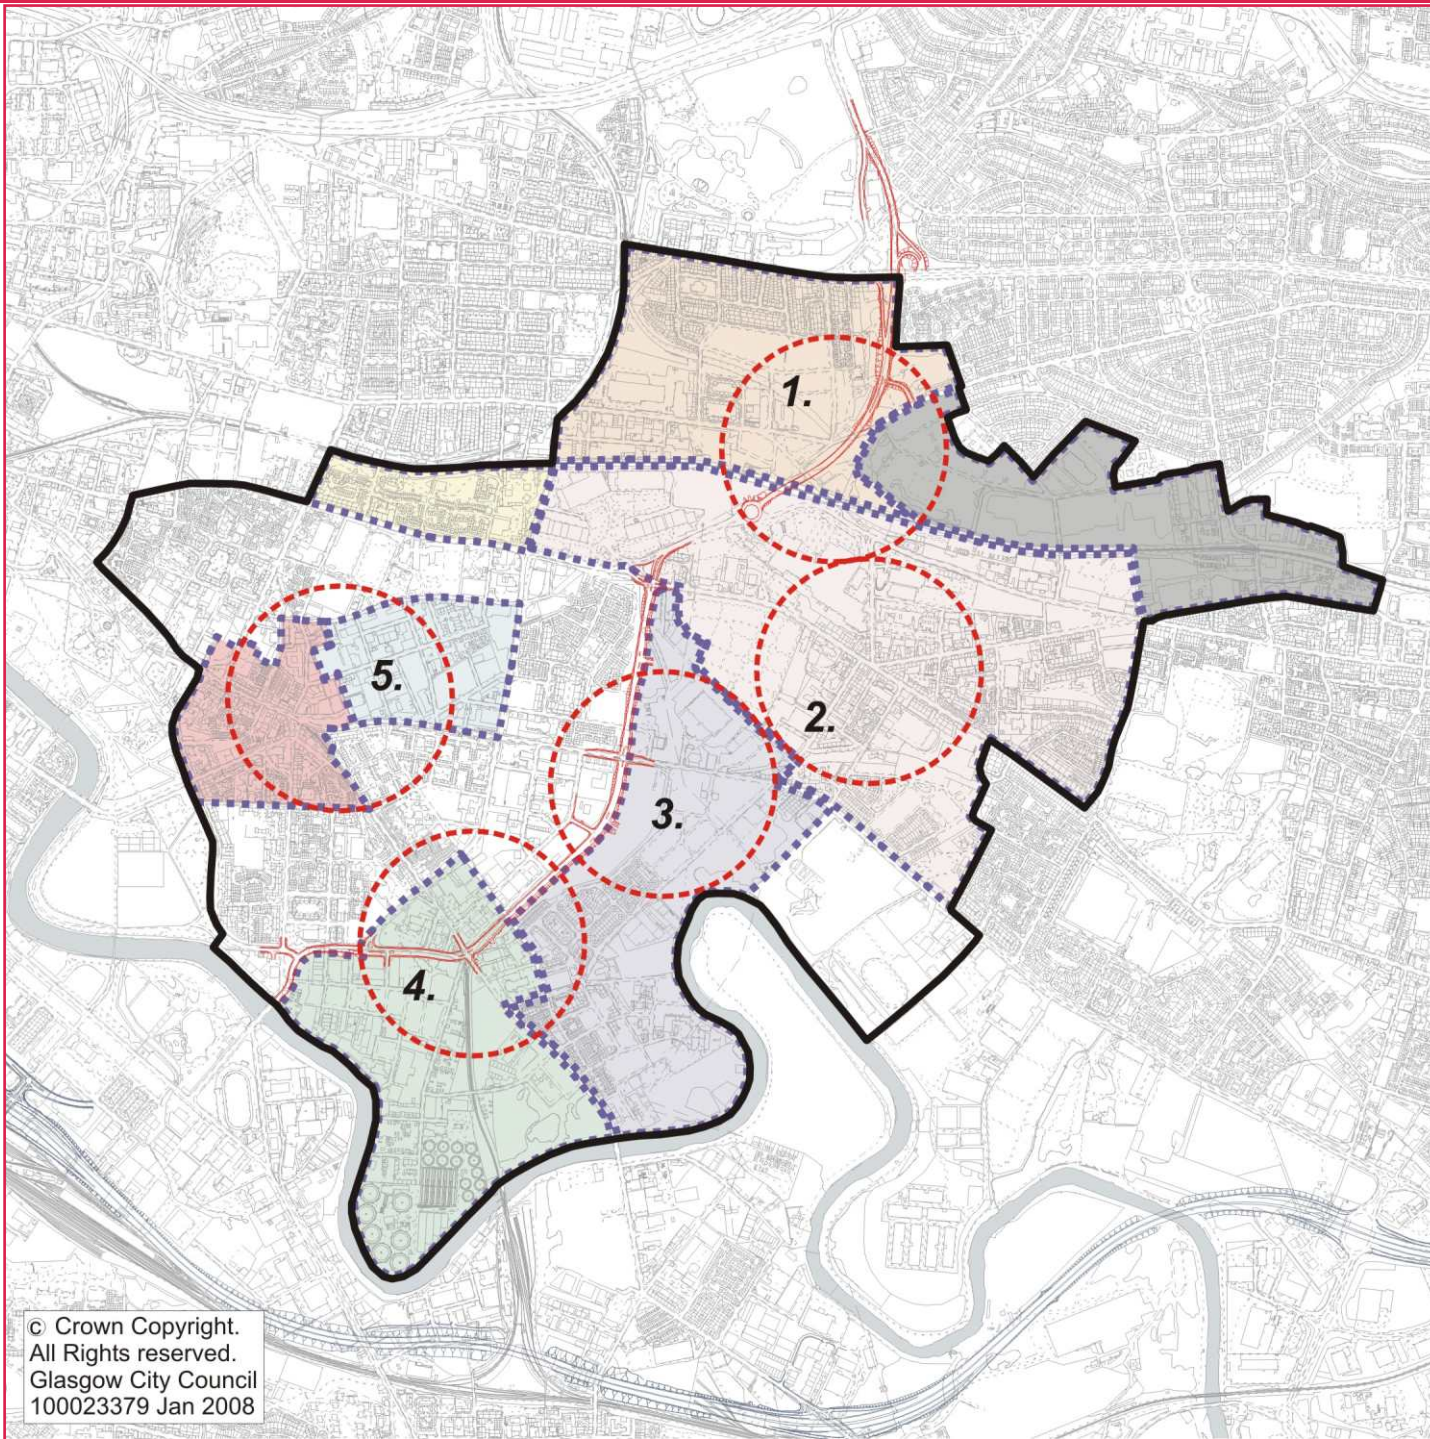 1.
5.
2.
3.
4.
© Crown Copyright.
All Rights reserved.
Glasgow City Council
100023379 Jan 2008